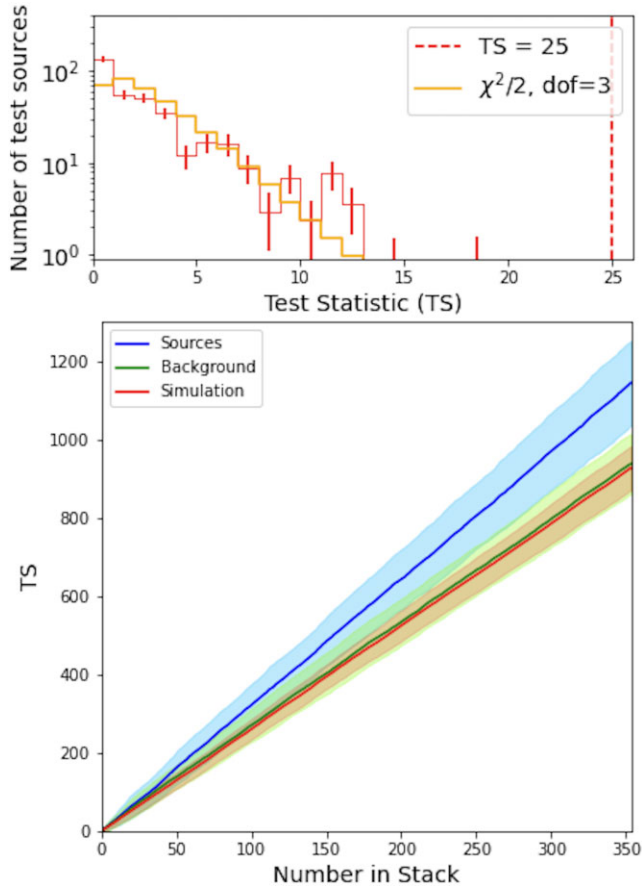 Number of test sources
10²
10¹
10⁰
TS = 25
χ²/2, dof=3
0 5 10 15 20 25
Test Statistic (TS)
Sources
Background
Simulation
TS
1200
1000
800
600
400
200
0
0 50 100 150 200 250 300 350
Number in Stack